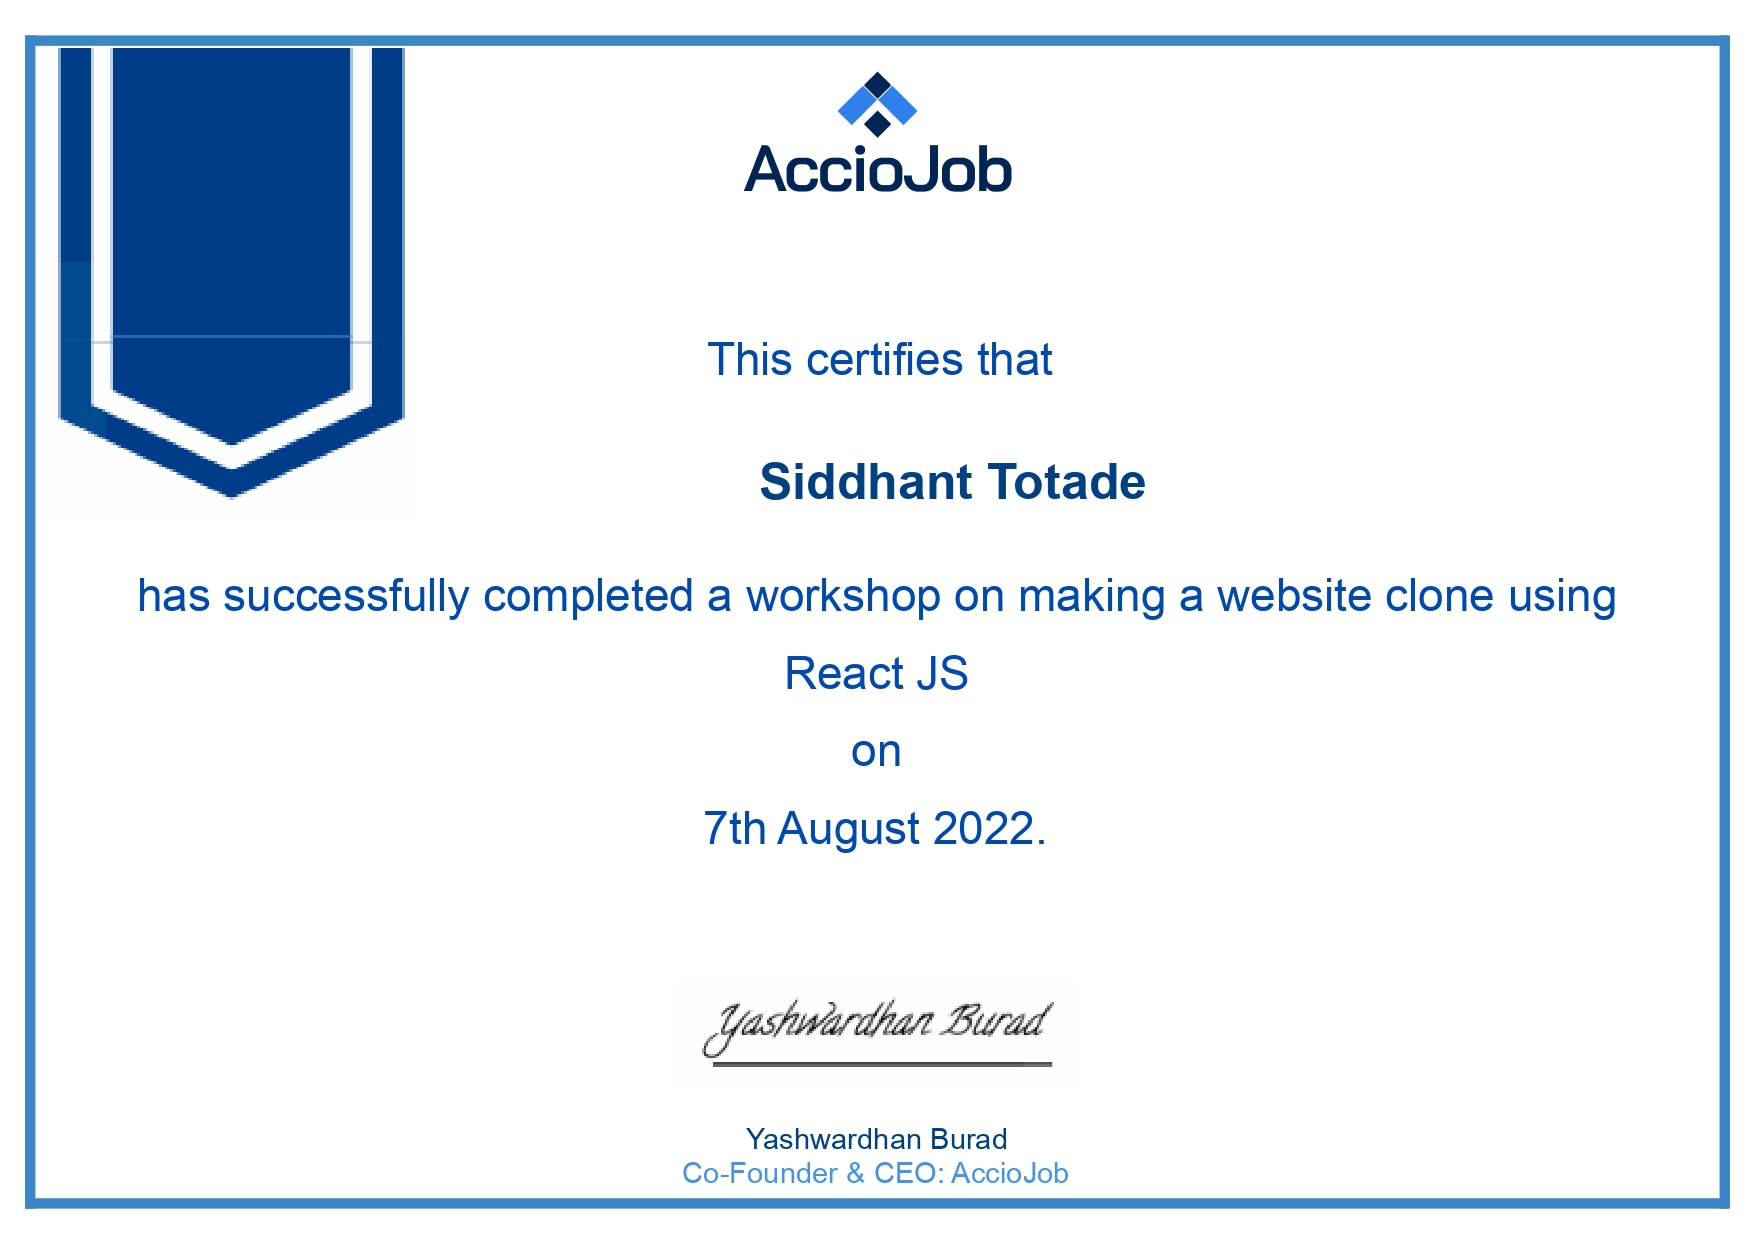 AccioJob
This certifies that
Siddhant Totade
has successfully completed a workshop on making a website clone using
React JS
on
7th August 2022.
Yashwardhan Burad
Yashwardhan Burad
Co-Founder & CEO: AccioJob